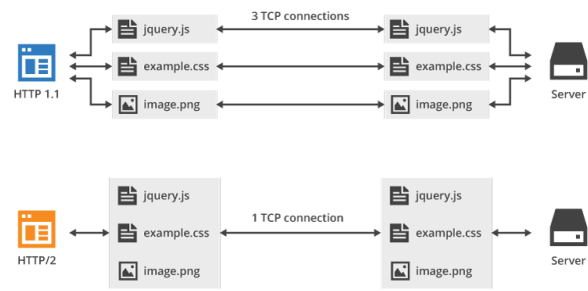 3 TCP connections
jquery.js jquery.js
example.css example.css
HTTP 1.1 Server
image.png image.png
jquery.js jquery.js
1 TCP connection
example.css example.css
HTTP/2 Server
image.png image.png